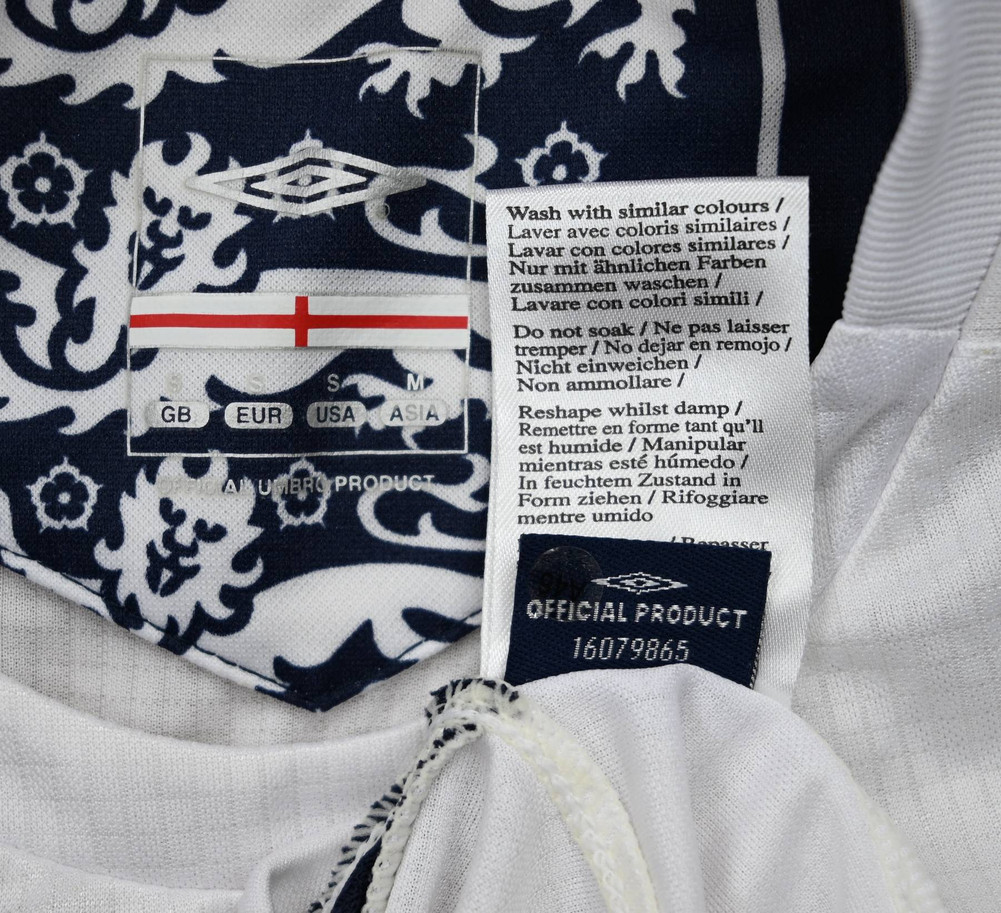 S S S M
GB EUR USA ASIA
OFFICIAL UMBRO PRODUCT
Wash with similar colours /
Laver avec coloris similaires /
Lavar con colores similares /
Nur mit ähnlichen Farben
zusammen waschen /
Lavare con colori simili /
Do not soak / Ne pas laisser
tremper / No dejar en remojo /
Nicht einweichen /
Non ammollare /
Reshape whilst damp /
Remettre en forme tant qu'il
est humide / Manipular
mientras esté húmedo /
In feuchtem Zustand in
Form ziehen / Rifoggiare
mentre umido
/ Repasser
OFFICIAL PRODUCT
16079865